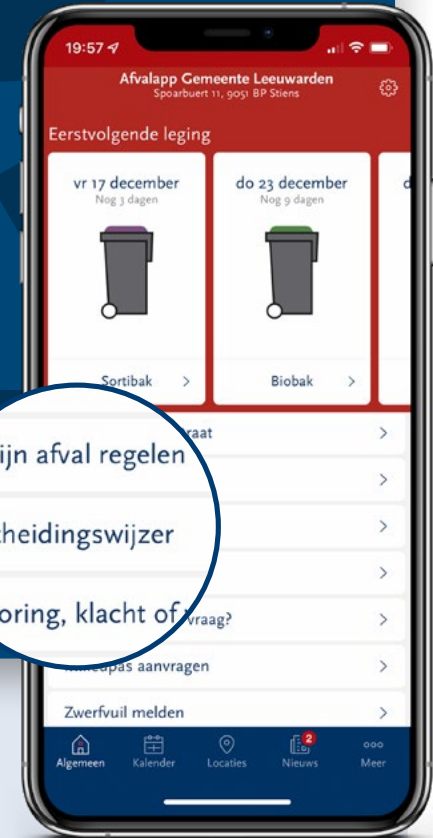 19:57
Afvalapp Gemeente Leeuwarden
Spoarbuert 11, 9051 BP Stiens
Eerstvolgende leging
vr 17 december
Nog 3 dagen
do 23 december
Nog 9 dagen
Sortibak >
Biobak >
raat >
ijn afval regelen
heidingswijzer
oring, klacht of vraag? >
aanvragen >
Zwerfvuil melden >
2
Algemeen
Kalender
Locaties
Nieuws
Meer